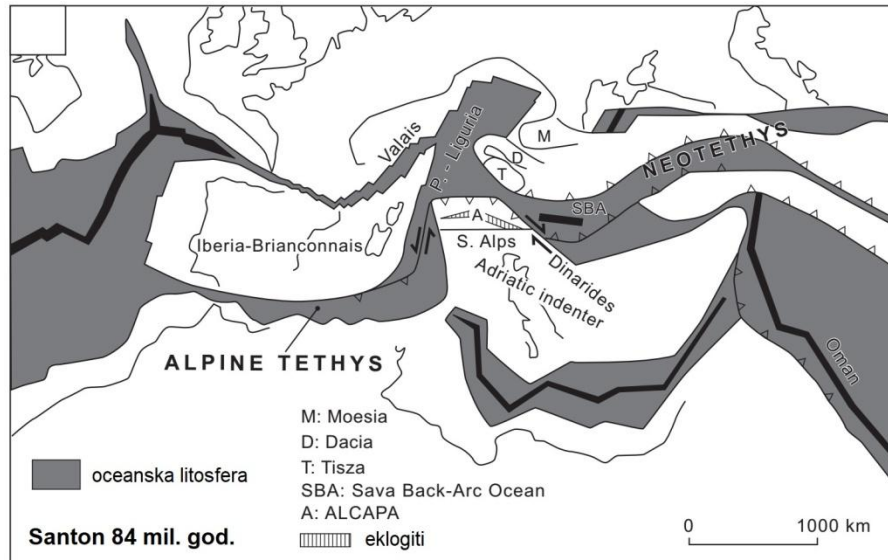 Valais
P. - Liguria
M
D
T
NEOTETHYS
SBA
A
Iberia-Brianconnais
S. Alps
Dinarides
Adriatic indenter
Oman
ALPINE TETHYS
M: Moesia
D: Dacia
T: Tisza
SBA: Sava Back-Arc Ocean
A: ALCAPA
oceanska litosfera
eklogiti
Santon 84 mil. god.
0 1000 km